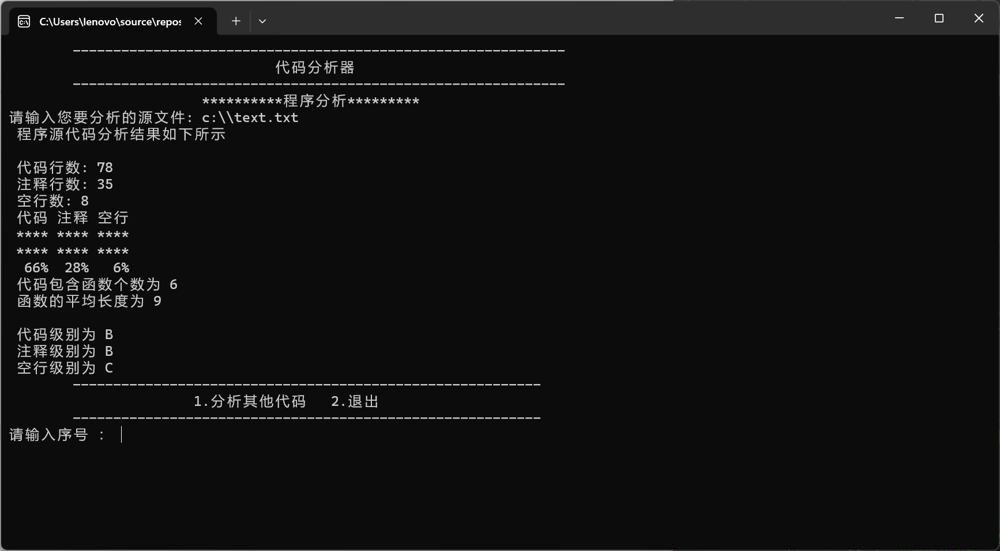 C:\Users\lenovo\source\repos
-------------------------------------------------------------
代码分析器
-------------------------------------------------------------
**********程序分析*********
请输入您要分析的源文件: c:\\text.txt
程序源代码分析结果如下所示
代码行数: 78
注释行数: 35
空行数: 8
代码 注释 空行
**** **** ****
**** **** ****
66% 28% 6%
代码包含函数个数为 6
函数的平均长度为 9
代码级别为 B
注释级别为 B
空行级别为 C
----------------------------------------------------------
1.分析其他代码 2.退出
----------------------------------------------------------
请输入序号 :